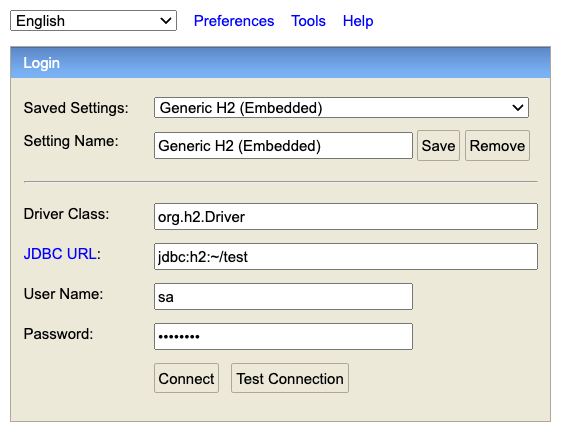 English Preferences Tools Help
Login
Saved Settings: Generic H2 (Embedded)
Setting Name: Generic H2 (Embedded) Save Remove
Driver Class: org.h2.Driver
JDBC URL: jdbc:h2:~/test
User Name: sa
Password: ••••••••
Connect Test Connection